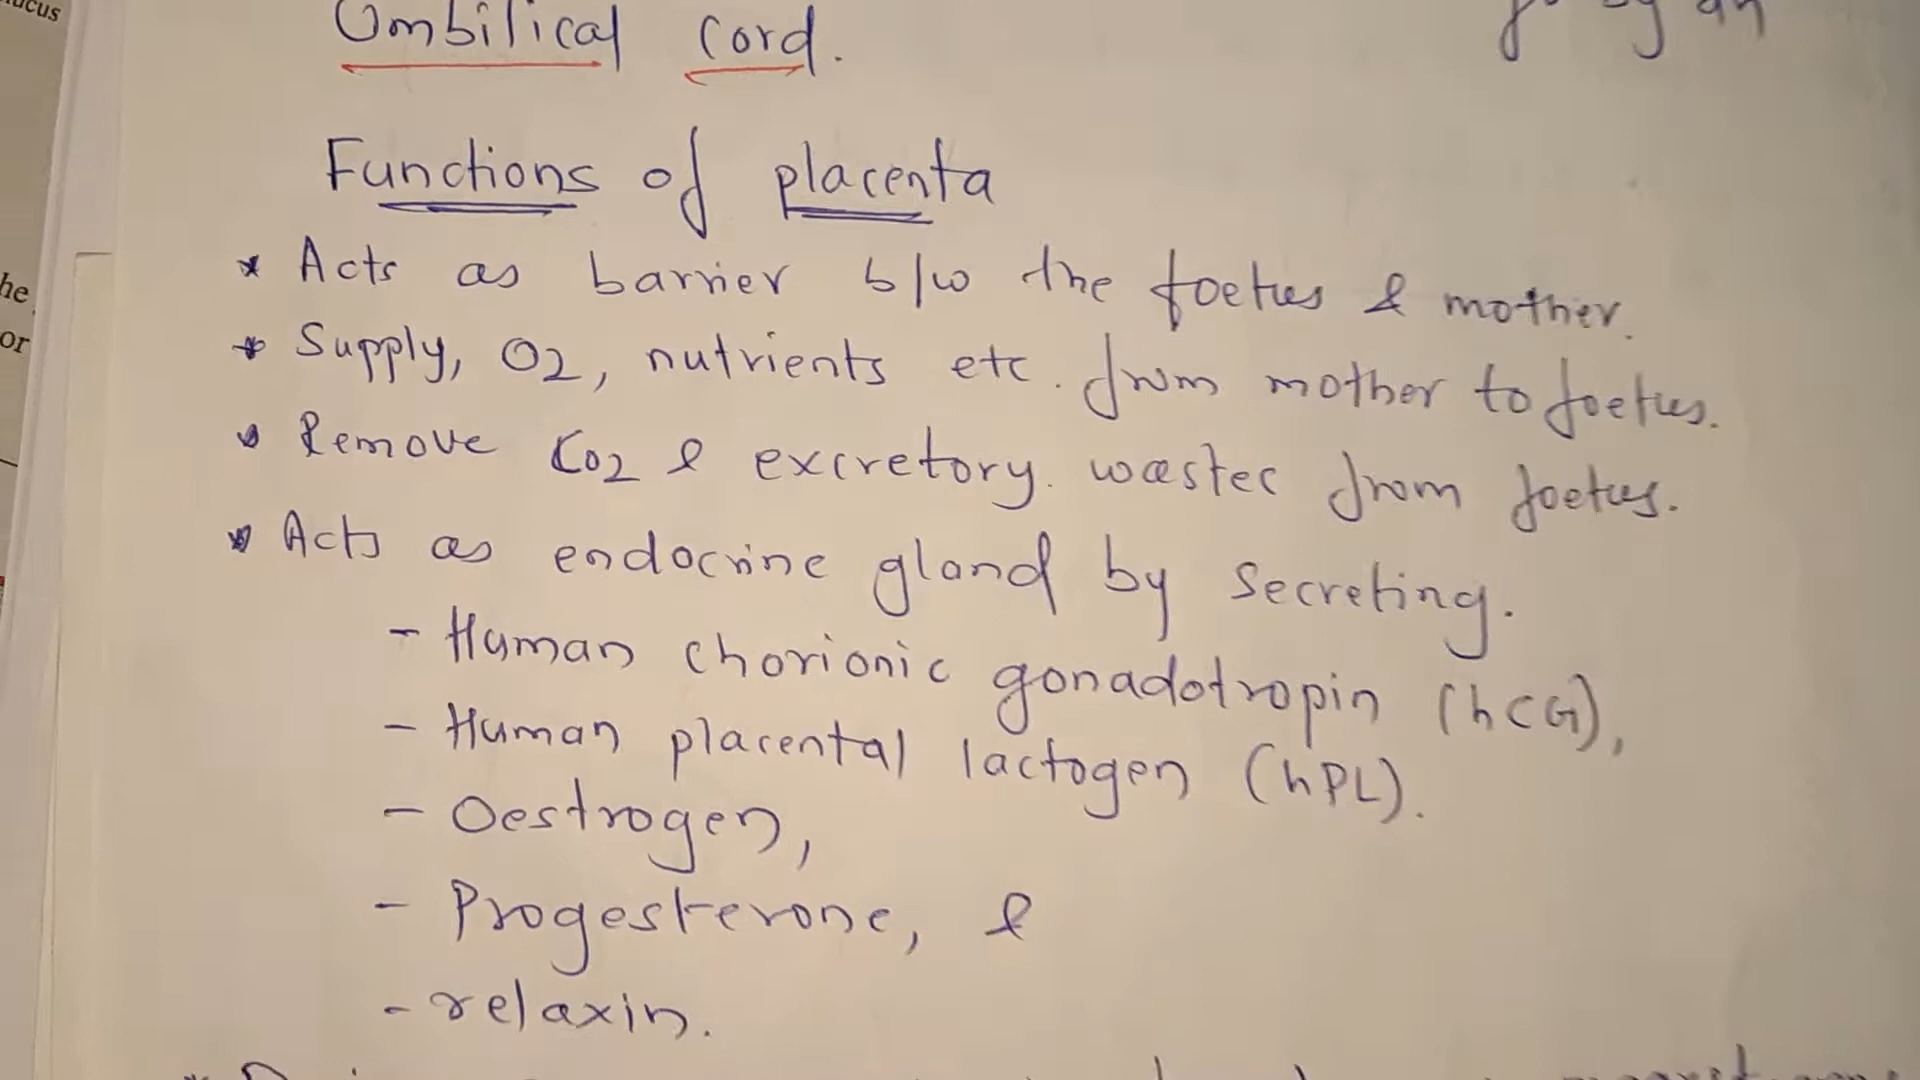 Umbilical cord.
Functions of placenta
* Acts as barrier b/w the foetus & mother.
* Supply, O2, nutrients etc. from mother to foetus.
* Remove CO2 & excretory. wastes from foetus.
* Acts as endocrine gland by secreting.
- Human chorionic gonadotropin (hCG),
- Human placental lactogen (hPL).
- Oestrogen,
- Progesterone, &
- relaxin.
he
or